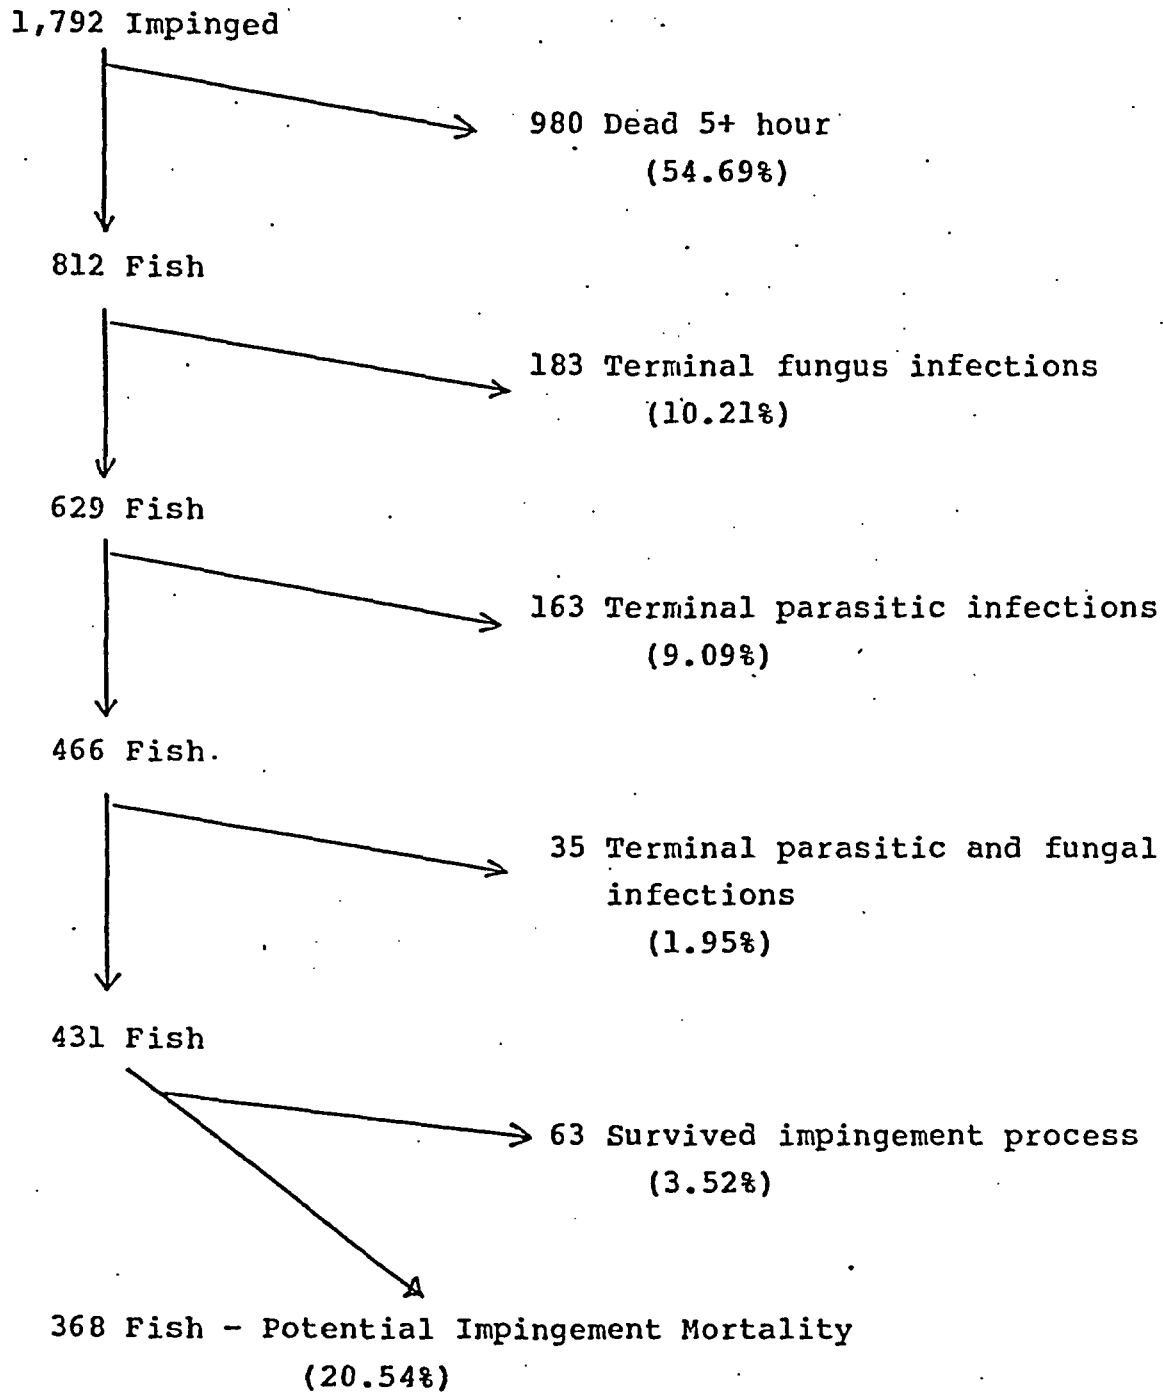 1,792 Impinged
980 Dead 5+ hour
(54.69%)
812 Fish
183 Terminal fungus infections
(10.21%)
629 Fish
163 Terminal parasitic infections
(9.09%)
466 Fish.
35 Terminal parasitic and fungal
infections
(1.95%)
431 Fish
63 Survived impingement process
(3.52%)
368 Fish - Potential Impingement Mortality
(20.54%)